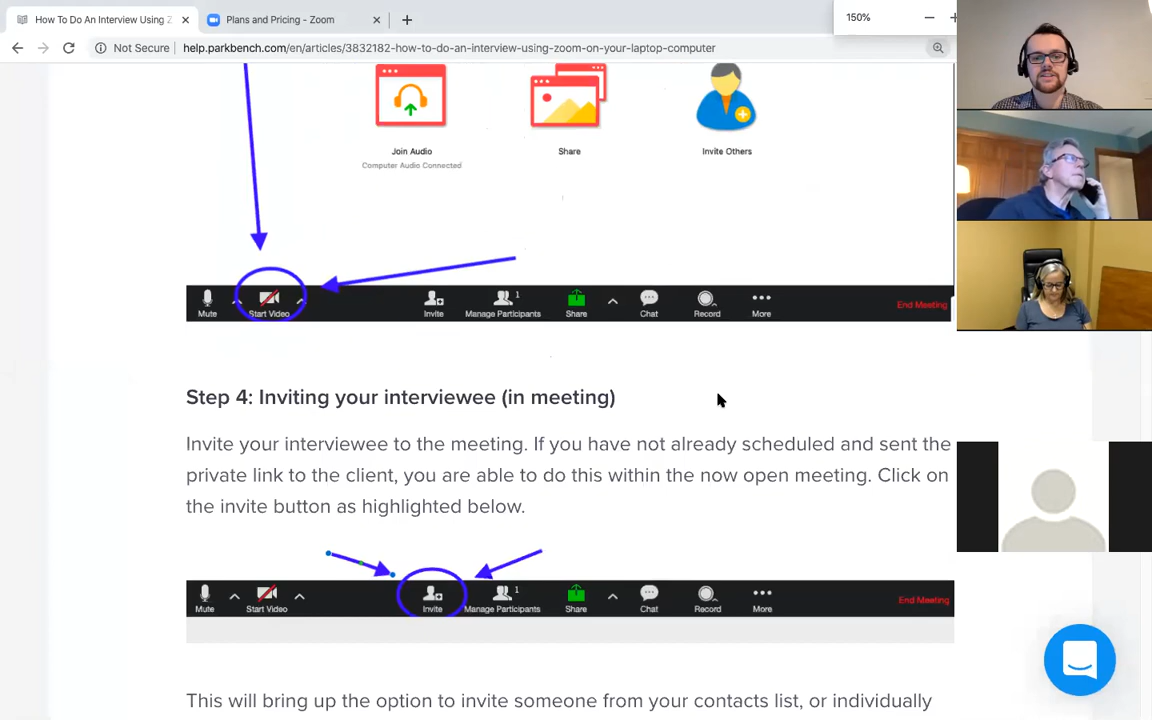 How To Do An Interview Using Z
Plans and Pricing - Zoom
150%
Not Secure
help.parkbench.com/en/articles/3832182-how-to-do-an-interview-using-zoom-on-your-laptop-computer
Join Audio
Share
Invite Others
Computer Audio Connected
1
Mute
Start Video
Invite
Manage Participants
Share
Chat
Record
More
End Meeting
Step 4: Inviting your interviewee (in meeting)
Invite your interviewee to the meeting. If you have not already scheduled and sent the
private link to the client, you are able to do this within the now open meeting. Click on
the invite button as highlighted below.
1
Mute
Start Video
Invite
Manage Participants
Share
Chat
Record
More
End Meeting
This will bring up the option to invite someone from your contacts list, or individually